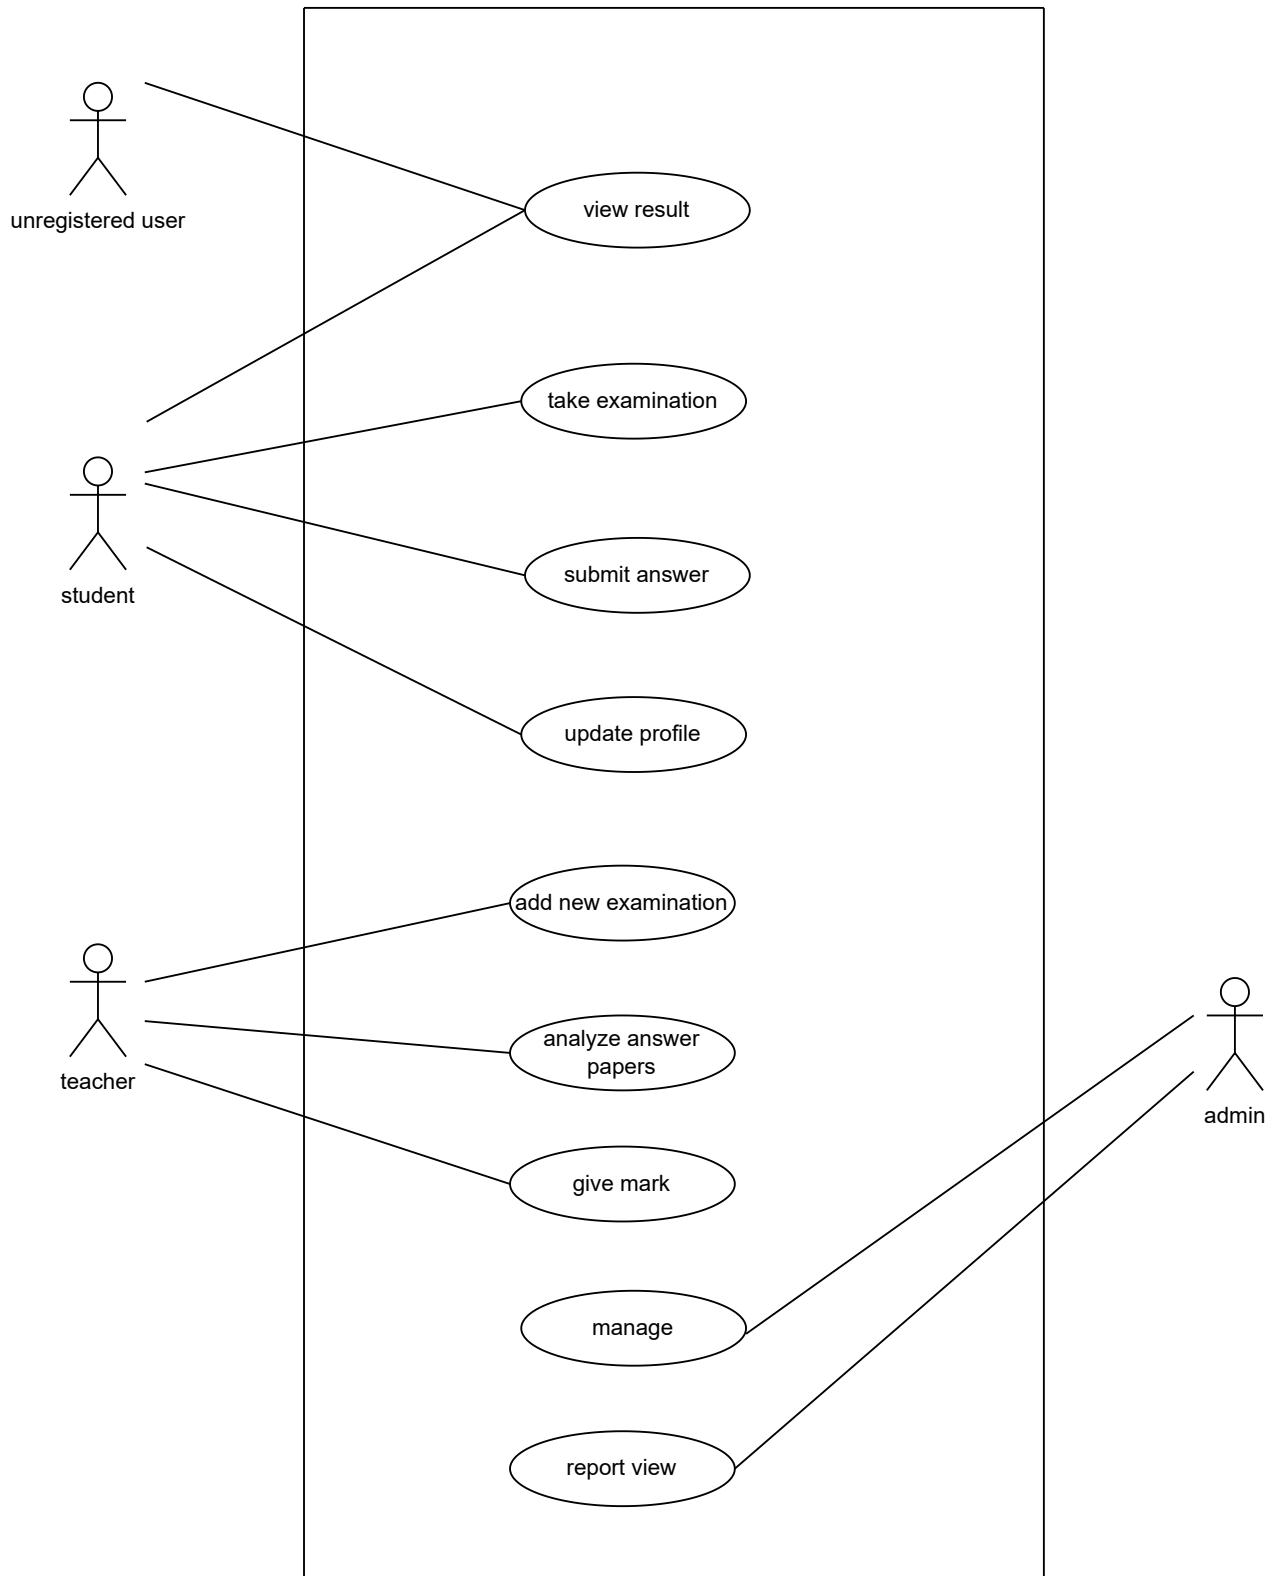 unregistered user
view result
take examination
submit answer
student
update profile
add new examination
analyze answer
papers
teacher
admin
give mark
manage
report view